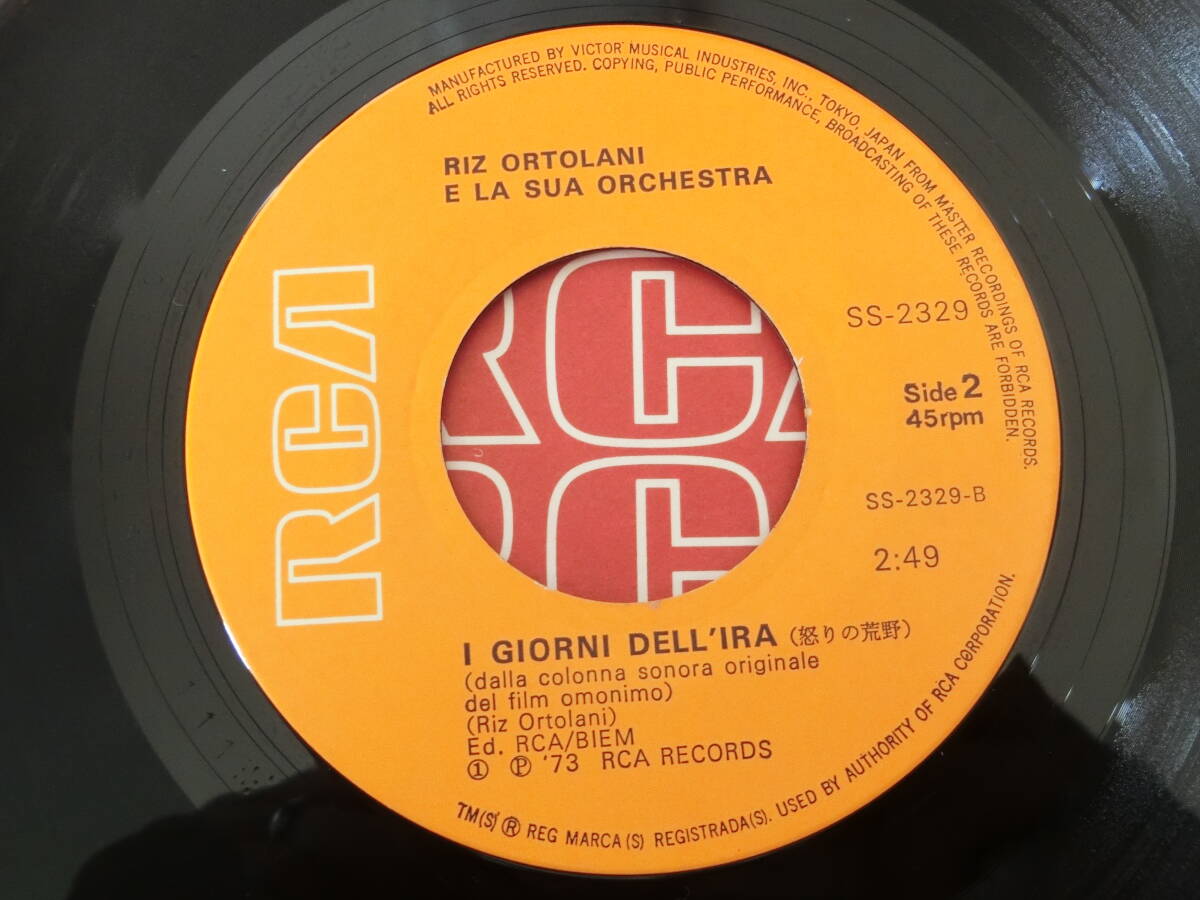 MANUFACTURED BY VICTOR MUSICAL INDUSTRIES, INC., TOKYO, JAPAN FROM MASTER RECORDINGS OF RCA RECORDS.
ALL RIGHTS RESERVED. COPYING, PUBLIC PERFORMANCE, BROADCASTING OF THESE RECORDS ARE FORBIDDEN.
RIZ ORTOLANI
E LA SUA ORCHESTRA
RCA
RCA
SS-2329
Side 2
45rpm
SS-2329-B
2:49
I GIORNI DELL'IRA (怒りの荒野)
(dalla colonna sonora originale
del film omonimo)
(Riz Ortolani)
Ed. RCA/BIEM
① ℗ '73 RCA RECORDS
TM(S) ® REG MARCA(S) REGISTRADA(S). USED BY AUTHORITY OF RCA CORPORATION.